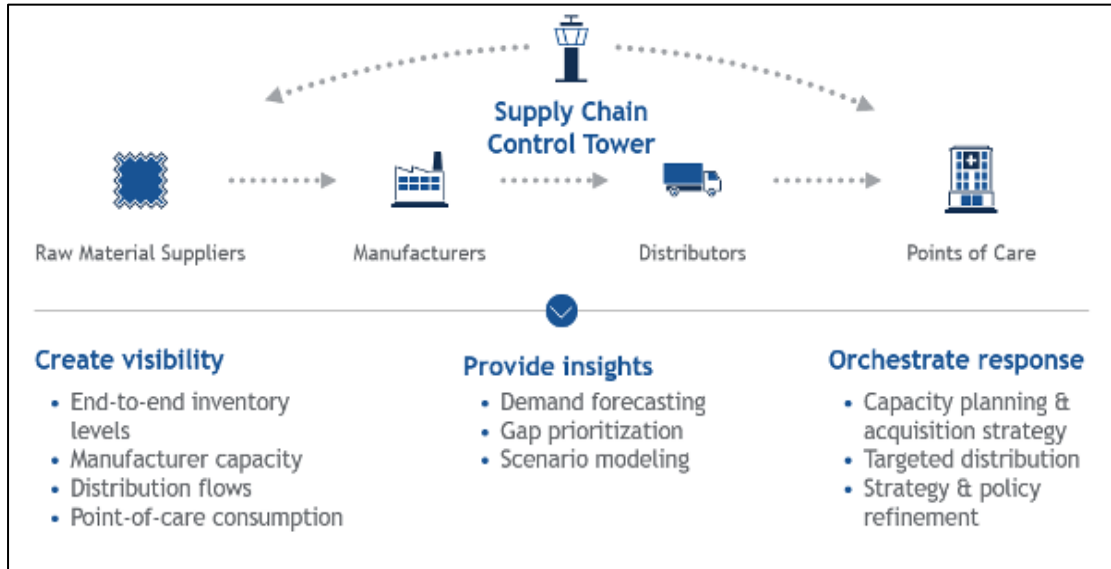 Supply Chain
Control Tower
Raw Material Suppliers
Manufacturers
Distributors
Points of Care
Create visibility
• End-to-end inventory
levels
• Manufacturer capacity
• Distribution flows
• Point-of-care consumption
Provide insights
• Demand forecasting
• Gap prioritization
• Scenario modeling
Orchestrate response
• Capacity planning &
acquisition strategy
• Targeted distribution
• Strategy & policy
refinement